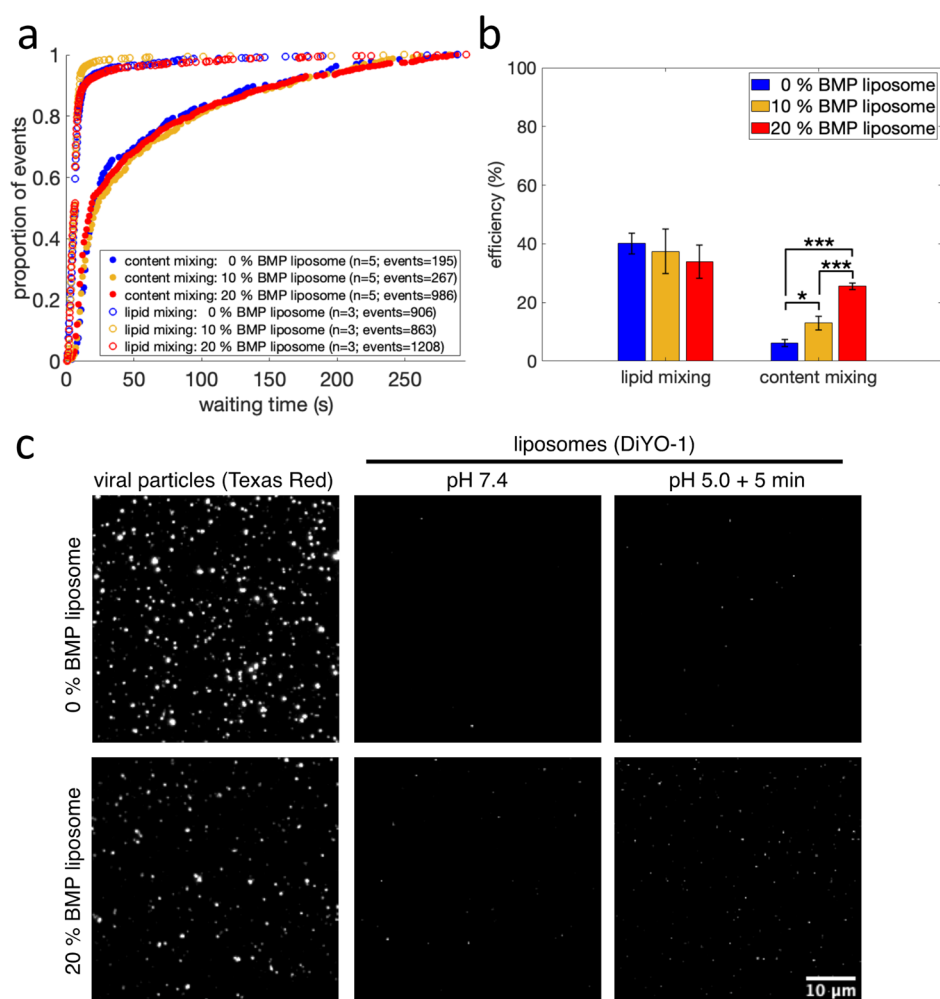 a
proportion of events
1
0.8
0.6
0.4
0.2
0
0 50 100 150 200 250
waiting time (s)
content mixing: 0 % BMP liposome (n=5; events=195)
content mixing: 10 % BMP liposome (n=5; events=267)
content mixing: 20 % BMP liposome (n=5; events=986)
lipid mixing: 0 % BMP liposome (n=3; events=906)
lipid mixing: 10 % BMP liposome (n=3; events=863)
lipid mixing: 20 % BMP liposome (n=3; events=1208)
b
efficiency (%)
100
80
60
40
20
0
0 % BMP liposome
10 % BMP liposome
20 % BMP liposome
***
***
*
lipid mixing content mixing
c
liposomes (DiYO-1)
viral particles (Texas Red) pH 7.4 pH 5.0 + 5 min
0 % BMP liposome
20 % BMP liposome
10 µm